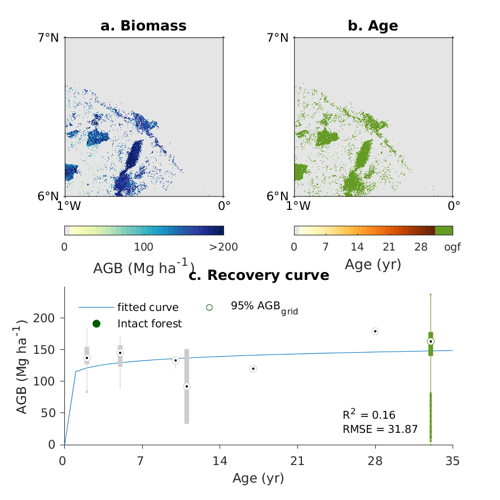 a. Biomass
b. Age
7°N
7°N
6°N
6°N
1°W
0°
1°W
0°
0
100
>200
0
7
14
21
28
ogf
AGB (Mg ha⁻¹)
Age (yr)
c. Recovery curve
fitted curve
95% AGB_grid
Intact forest
AGB (Mg ha⁻¹)
200
150
100
50
0
R² = 0.16
RMSE = 31.87
0
7
14
21
28
35
Age (yr)